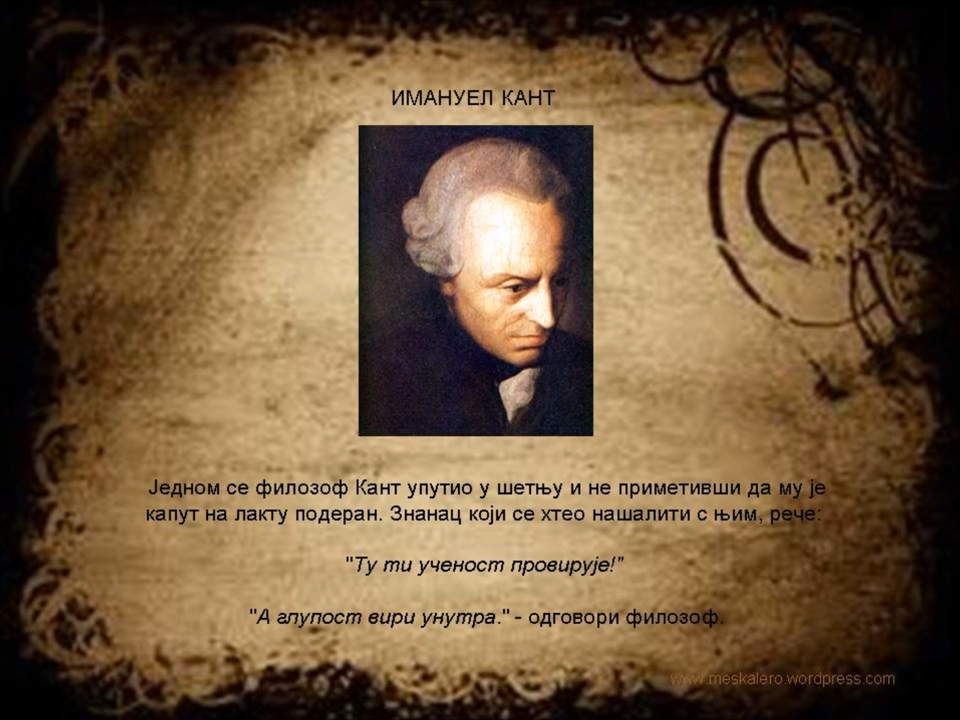 ИМАНУЕЛ КАНТ
Једном се филозоф Кант упутио у шетњу и не приметивши да му је
капут на лакту подеран. Знанац који се хтео нашалити с њим, рече:
"Ту ти ученост провирује!"
"А глупост вири унутра." - одговори филозоф.
www.meskalero.wordpress.com